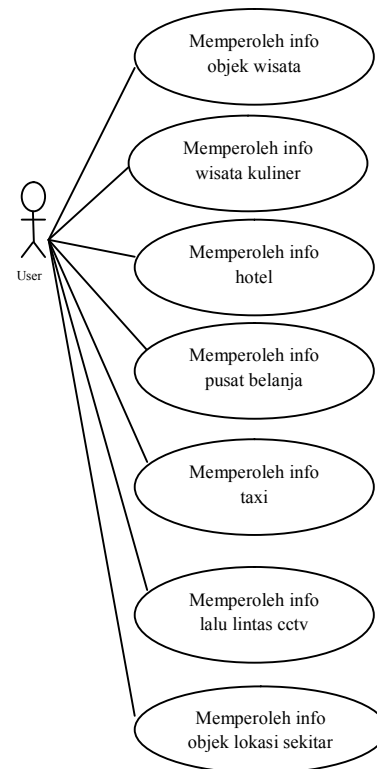 Memperoleh info
objek wisata
Memperoleh info
wisata kuliner
Memperoleh info
hotel
User
Memperoleh info
pusat belanja
Memperoleh info
taxi
Memperoleh info
lalu lintas cctv
Memperoleh info
objek lokasi sekitar